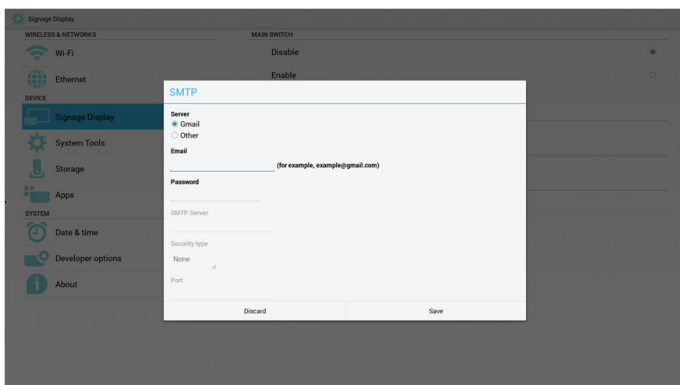 Signage Display
WIRELESS & NETWORKS
Wi-Fi
Ethernet
DEVICE
Signage Display
System Tools
Storage
Apps
SYSTEM
Date & time
Developer options
About
MAIN SWITCH
Disable
Enable
SMTP
Server
Gmail
Other
Email
(for example, example@gmail.com)
Password
SMTP Server
Security type
None
Port
Discard
Save